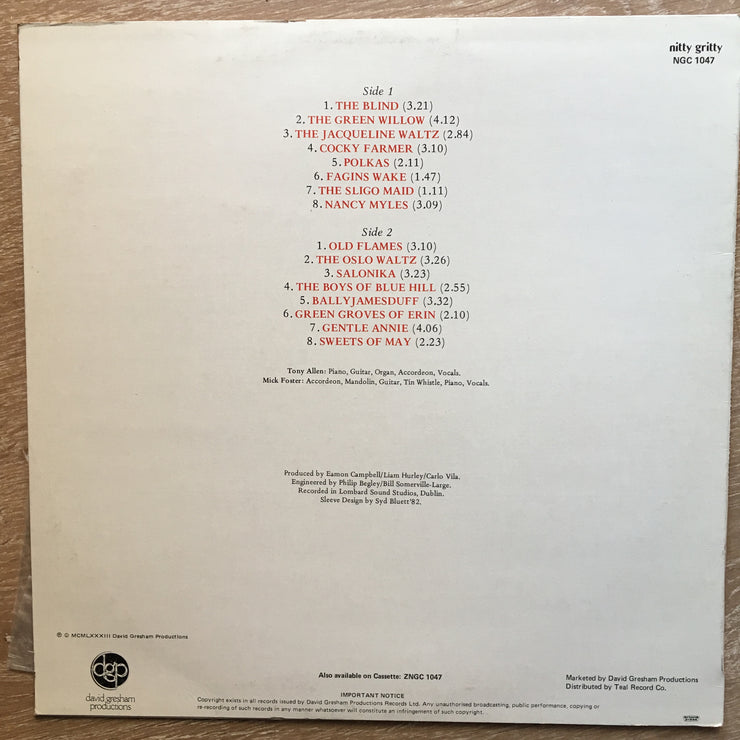 nitty gritty
NGC 1047
Side 1
1. THE BLIND (3.21)
2. THE GREEN WILLOW (4.12)
3. THE JACQUELINE WALTZ (2.84)
4. COCKY FARMER (3.10)
5. POLKAS (2.11)
6. FAGINS WAKE (1.47)
7. THE SLIGO MAID (1.11)
8. NANCY MYLES (3.09)
Side 2
1. OLD FLAMES (3.10)
2. THE OSLO WALTZ (3.26)
3. SALONIKA (3.23)
4. THE BOYS OF BLUE HILL (2.55)
5. BALLYJAMESDUFF (3.32)
6. GREEN GROVES OF ERIN (2.10)
7. GENTLE ANNIE (4.06)
8. SWEETS OF MAY (2.23)
Tony Allen: Piano, Guitar, Organ, Accordeon, Vocals.
Mick Foster: Accordeon, Mandolin, Guitar, Tin Whistle, Piano, Vocals.
Produced by Eamon Campbell/Liam Hurley/Carlo Vila.
Engineered by Philip Begley/Bill Somerville-Large.
Recorded in Lombard Sound Studios, Dublin.
Sleeve Design by Syd Bluett'82.
℗ © MCMLXXXIII David Gresham Productions
dgp
david gresham
productions
Also available on Cassette: ZNGC 1047
Marketed by David Gresham Productions
Distributed by Teal Record Co.
IMPORTANT NOTICE
Copyright exists in all records issued by David Gresham Productions Records Ltd. Any unauthorised broadcasting, public performance, copying or
re-recording of such records in any manner whatsoever will constitute an infringement of such copyright.